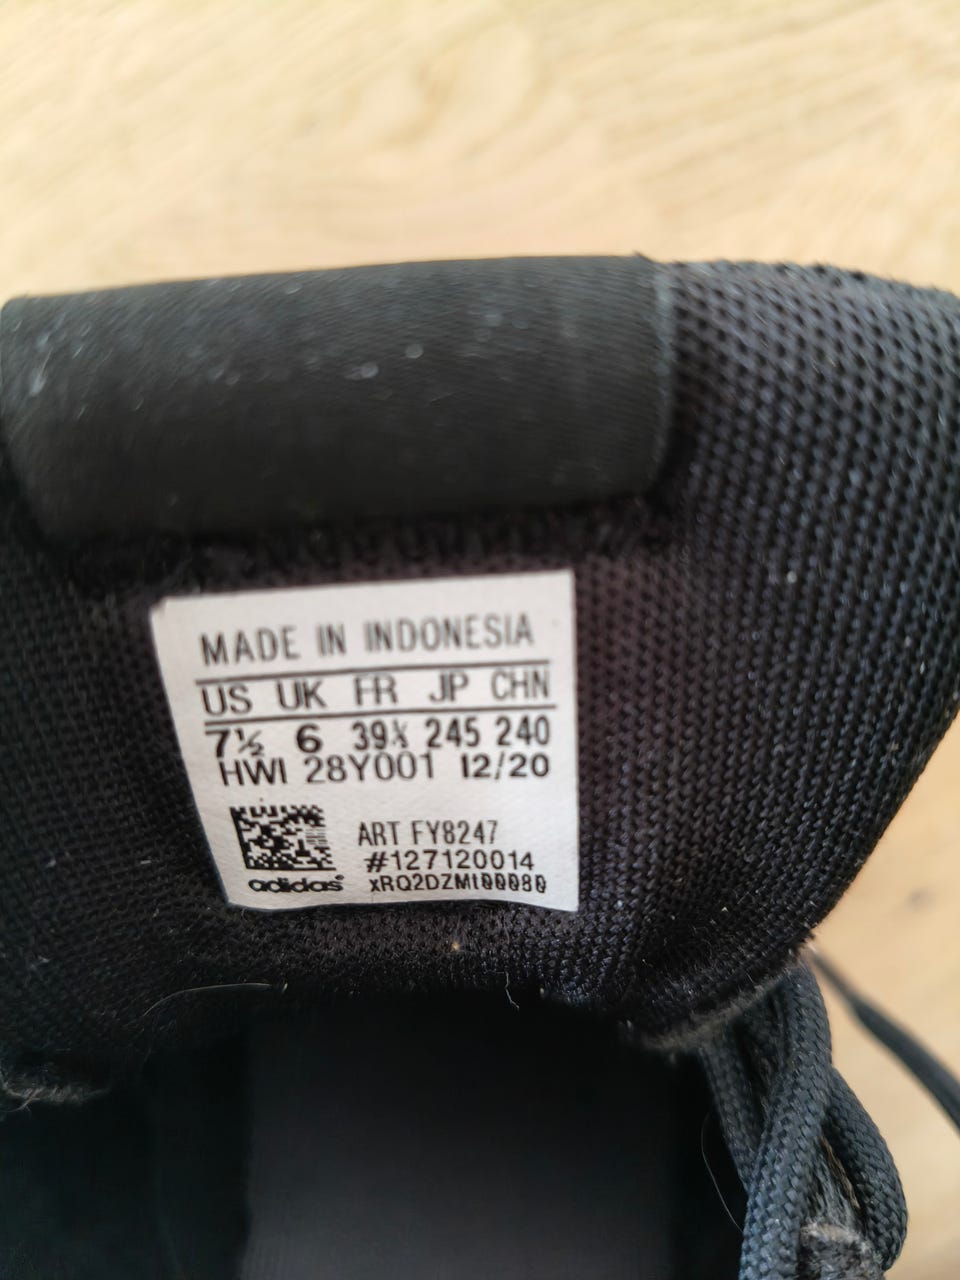 MADE IN INDONESIA
US UK FR JP CHN
7½ 6 39⅓ 245 240
HWI 28Y001 12/20
ART FY8247
#127120014
adidas